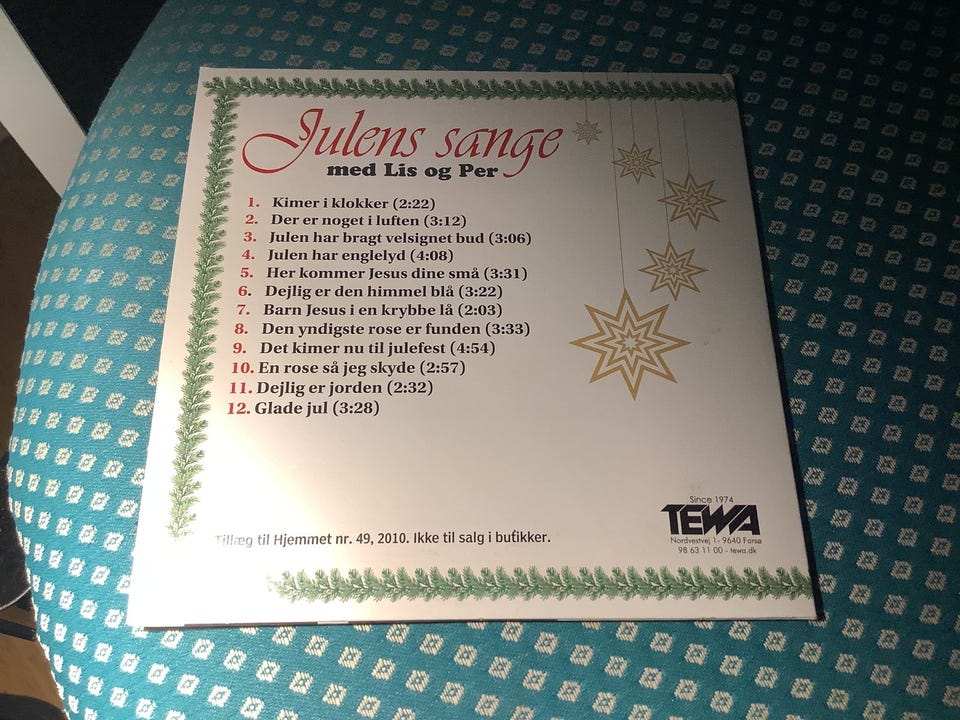 Julens sange
med Lis og Per
1. Kimer i klokker (2:22)
2. Der er noget i luften (3:12)
3. Julen har bragt velsignet bud (3:06)
4. Julen har englelyd (4:08)
5. Her kommer Jesus dine små (3:31)
6. Dejlig er den himmel blå (3:22)
7. Barn Jesus i en krybbe lå (2:03)
8. Den yndigste rose er funden (3:33)
9. Det kimer nu til julefest (4:54)
10. En rose så jeg skyde (2:57)
11. Dejlig er jorden (2:32)
12. Glade jul (3:28)
Tillæg til Hjemmet nr. 49, 2010. Ikke til salg i butikker.
Since 1974
TEWA
Nordvestvej 1 - 9640 Farsø
98 63 11 00 - tewa.dk